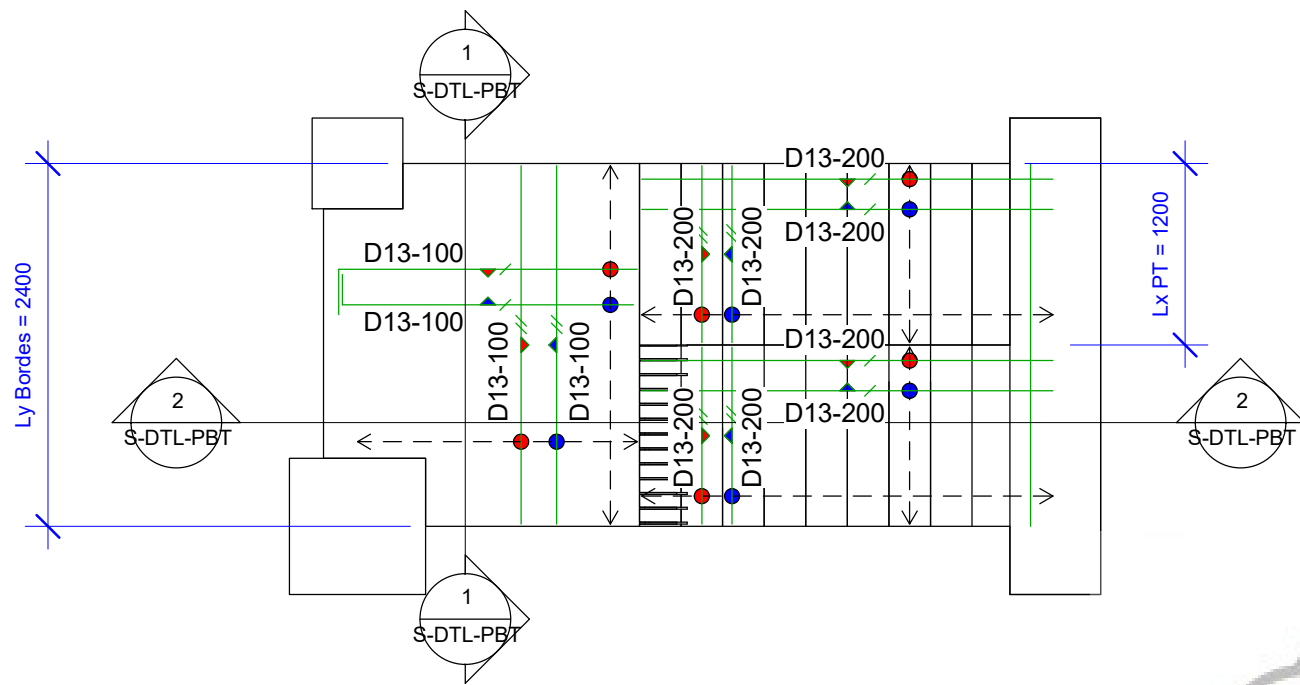 1
S-DTL-PBT
D13-200
D13-200
D13-200
D13-200
D13-100
D13-100
D13-100
D13-100
D13-200
D13-200
D13-200
D13-200
Ly Bordes = 2400
Lx PT = 1200
2
S-DTL-PBT
2
S-DTL-PBT
1
S-DTL-PBT